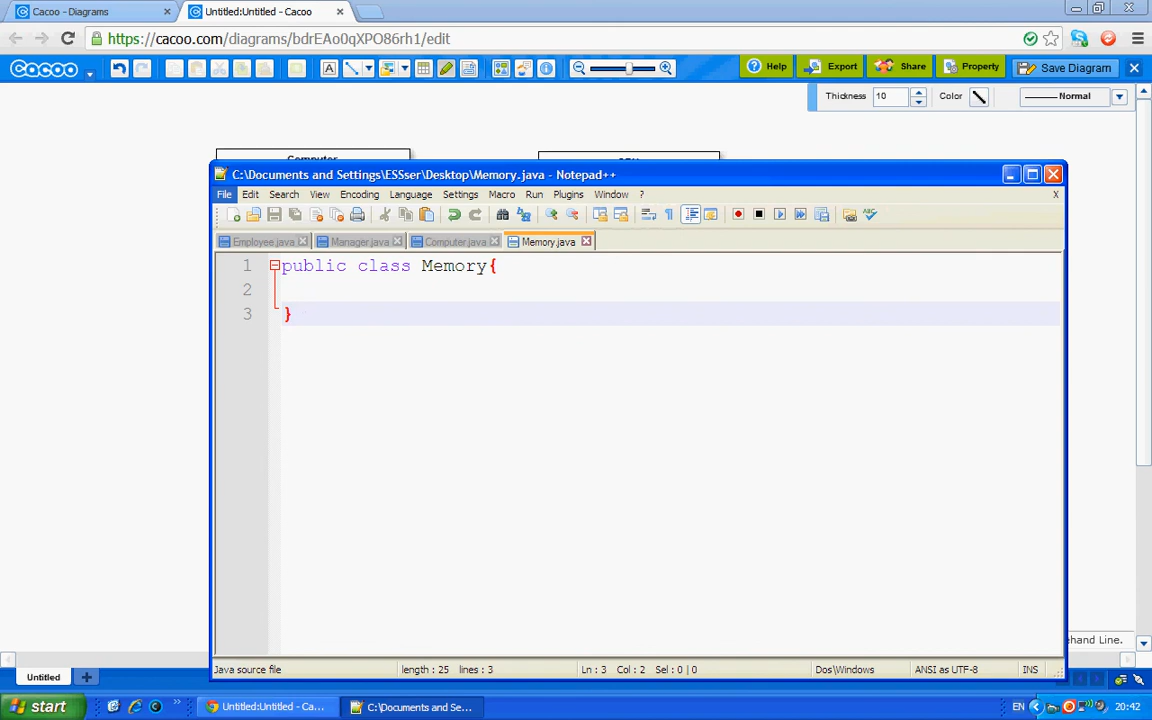 Cacoo - Diagrams
Untitled:Untitled - Cacoo
https://cacoo.com/diagrams/bdrEAo0qXPO86rh1/edit
Cacoo
Help
Export
Share
Property
Save Diagram
Thickness 10 Color Normal
Computer
C:\Documents and Settings\ESSser\Desktop\Memory.java - Notepad++
File Edit Search View Encoding Language Settings Macro Run Plugins Window ? X
Employee.java
Manager.java
Computer.java
Memory.java
1 public class Memory{
2
3 }
hand Line.
Java source file length : 25 lines : 3 Ln : 3 Col : 2 Sel : 0 | 0 Dos\Windows ANSI as UTF-8 INS
Untitled
start
Untitled:Untitled - Ca...
C:\Documents and Se...
EN
20:42